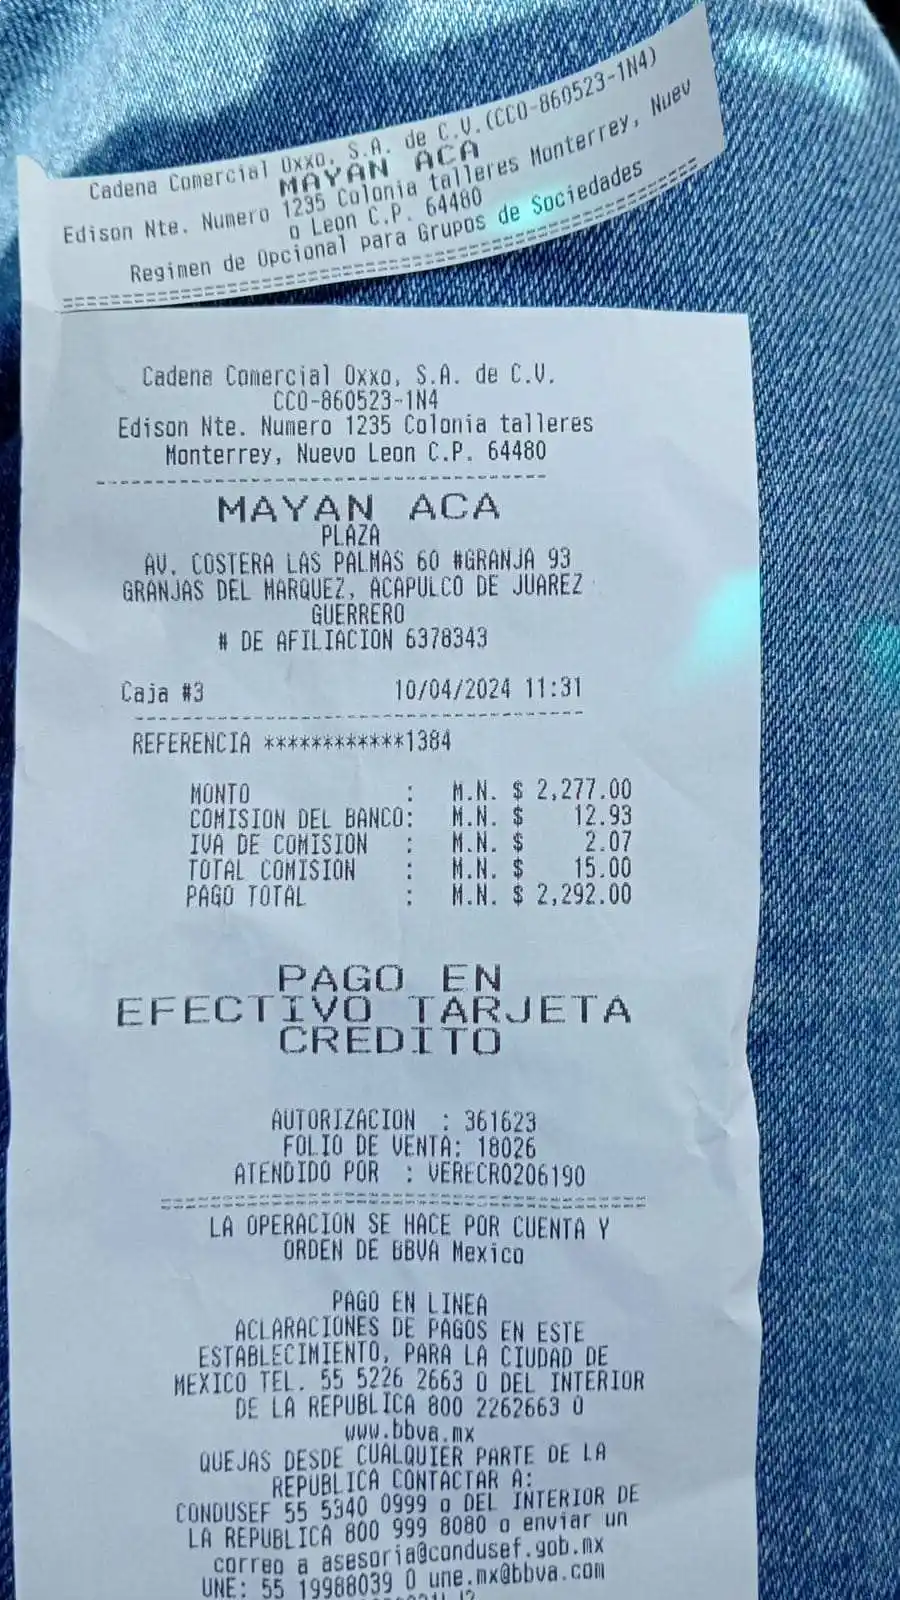 Cadena Comercial Oxxo, S.A. de C.V.(CCO-860523-1N4)
MAYAN ACA
Edison Nte. Numero 1235 Colonia talleres Monterrey, Nuev
o Leon C.P. 64480
Regimen de Opcional para Grupos de Sociedades
Cadena Comercial Oxxo, S.A. de C.V.
CCO-860523-1N4
Edison Nte. Numero 1235 Colonia talleres
Monterrey, Nuevo Leon C.P. 64480
MAYAN ACA
PLAZA
AV. COSTERA LAS PALMAS 60 #GRANJA 93
GRANJAS DEL MARQUEZ, ACAPULCO DE JUAREZ
GUERRERO
# DE AFILIACION 6378343
Caja #3 10/04/2024 11:31
REFERENCIA ************1384
MONTO : M.N. $ 2,277.00
COMISION DEL BANCO: M.N. $ 12.93
IVA DE COMISION : M.N. $ 2.07
TOTAL COMISION : M.N. $ 15.00
PAGO TOTAL : M.N. $ 2,292.00
PAGO EN
EFECTIVO TARJETA
CREDITO
AUTORIZACION : 361623
FOLIO DE VENTA: 18026
ATENDIDO POR : VERECRO206190
LA OPERACION SE HACE POR CUENTA Y
ORDEN DE BBVA Mexico
PAGO EN LINEA
ACLARACIONES DE PAGOS EN ESTE
ESTABLECIMIENTO, PARA LA CIUDAD DE
MEXICO TEL. 55 5226 2663 O DEL INTERIOR
DE LA REPUBLICA 800 2262663 O
www.bbva.mx
QUEJAS DESDE CUALQUIER PARTE DE LA
REPUBLICA CONTACTAR A:
CONDUSEF 55 5340 0999 o DEL INTERIOR DE
LA REPUBLICA 800 999 8080 o enviar un
correo a asesoria@condusef.gob.mx
UNE: 55 19988039 O une.mx@bbva.com